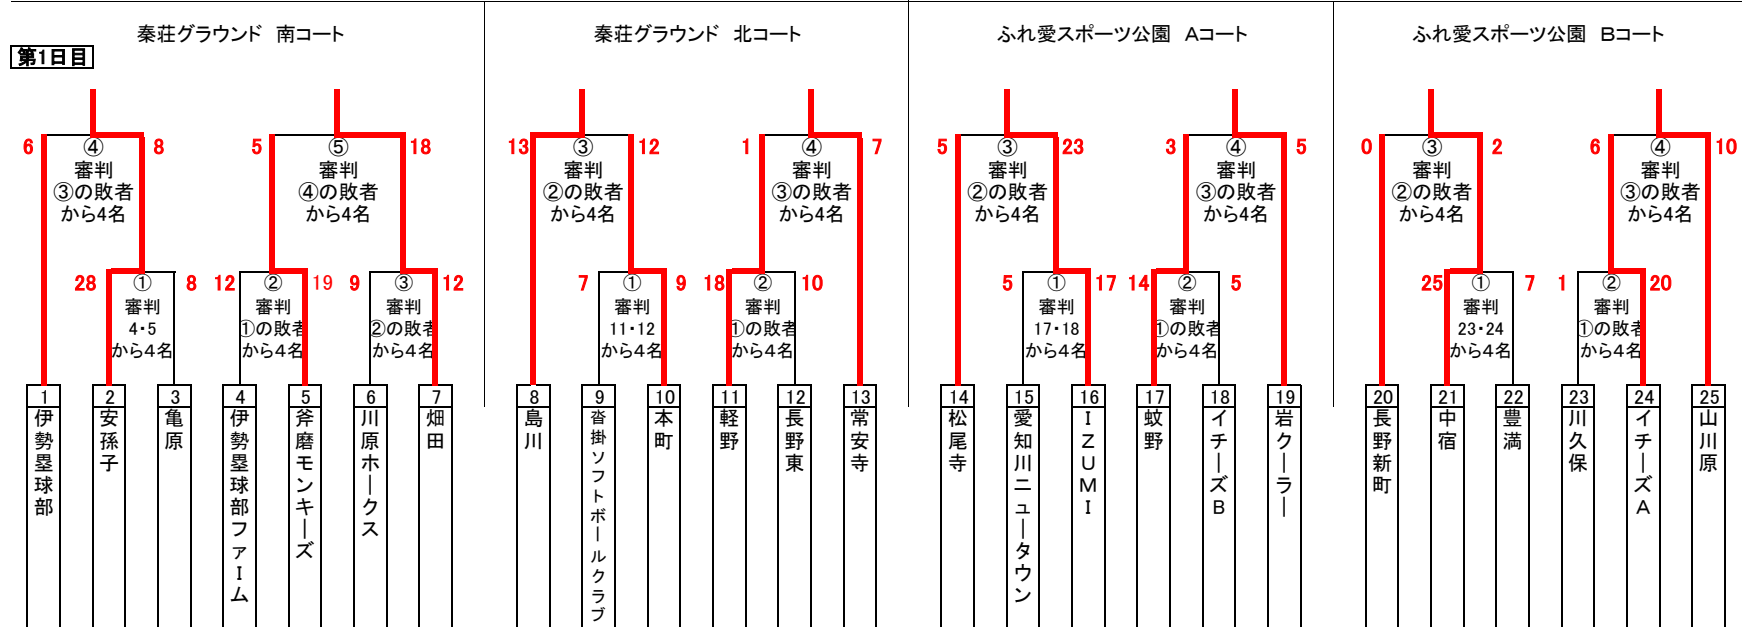 秦荘グラウンド　南コート
秦荘グラウンド　北コート
ふれ愛スポーツ公園　Aコート
ふれ愛スポーツ公園　Bコート
第1日目
6 ④ 8 5 ⑤ 18 13 ③ 12 1 ④ 7 5 ③ 23 3 ④ 5 0 ③ 2 6 ④ 10
審判 審判 審判 審判 審判 審判 審判 審判
③の敗者 ④の敗者 ②の敗者 ③の敗者 ②の敗者 ③の敗者 ②の敗者 ③の敗者
から4名 から4名 から4名 から4名 から4名 から4名 から4名 から4名
28 ① 8 12 ② 19 9 ③ 12 7 ① 9 18 ② 10 5 ① 17 14 ② 5 25 ① 7 1 ② 20
審判 審判 審判 審判 審判 審判 審判 審判 審判
4・5 ①の敗者 ②の敗者 11・12 ①の敗者 17・18 ①の敗者 23・24 ①の敗者
から4名 から4名 から4名 から4名 から4名 から4名 から4名 から4名 から4名
1 伊勢塁球部
2 安孫子
3 亀原
4 伊勢塁球部ファーム
5 斧磨モンキーズ
6 川原ホークス
7 畑田
8 島川
9 沓掛ソフトボールクラブ
10 本町
11 軽野
12 長野東
13 常安寺
14 松尾寺
15 愛知川ニュータウン
16 IZUMI
17 蚊野
18 イチーズB
19 岩クーラー
20 長野新町
21 中宿
22 豊満
23 川久保
24 イチーズA
25 山川原